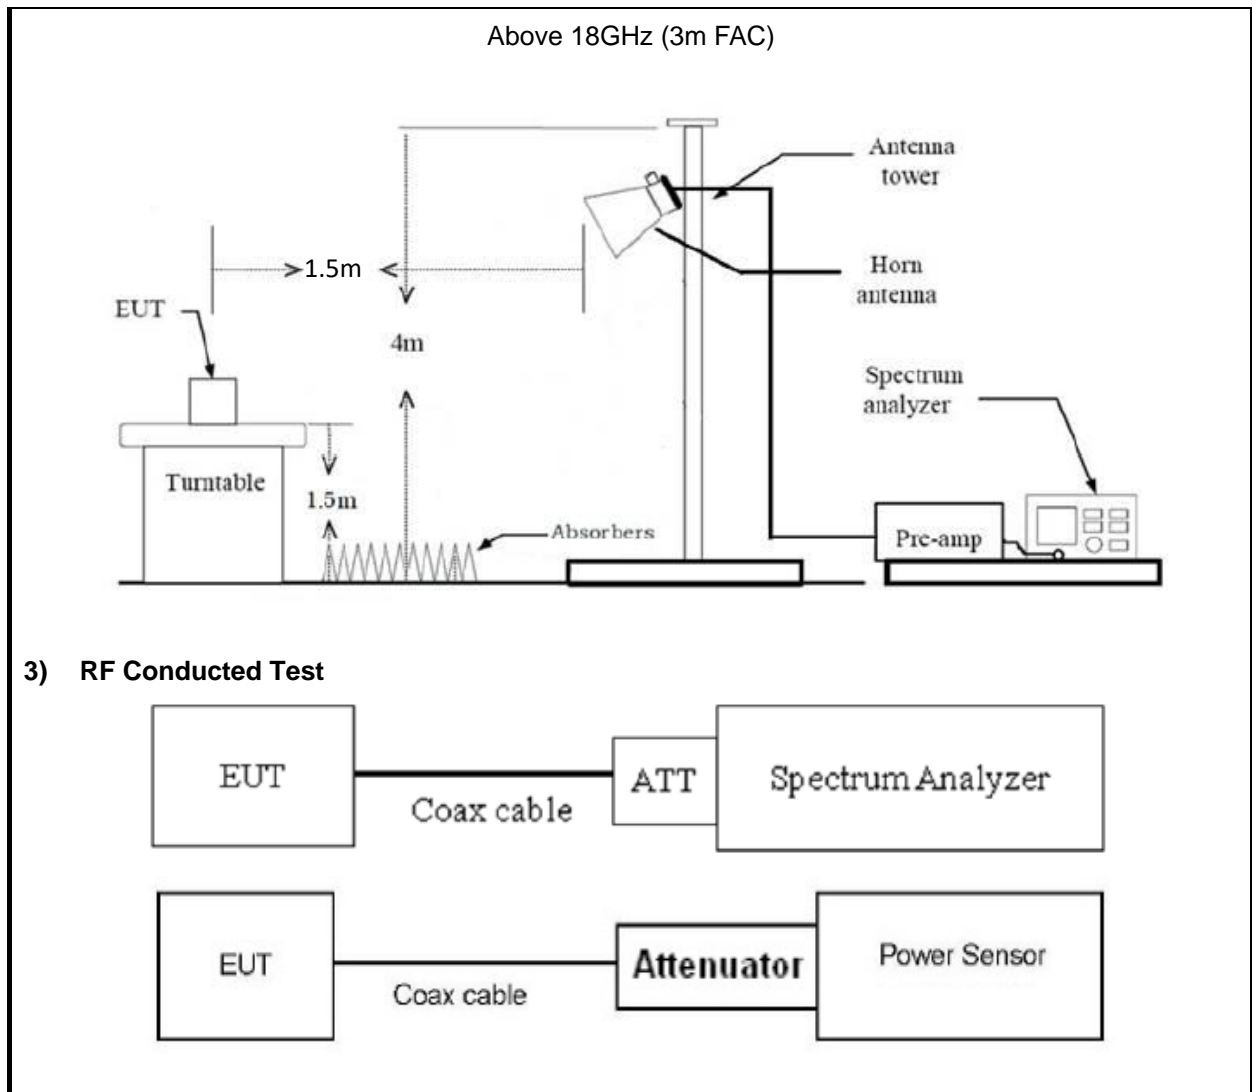 Above 18GHz (3m FAC)
Antenna
tower
1.5m
Horn
antenna
EUT
4m
Spectrum
analyzer
Turntable
1.5m
Absorbers
Pre-amp
3) RF Conducted Test
EUT
Coax cable
ATT
Spectrum Analyzer
EUT
Coax cable
Attenuator
Power Sensor